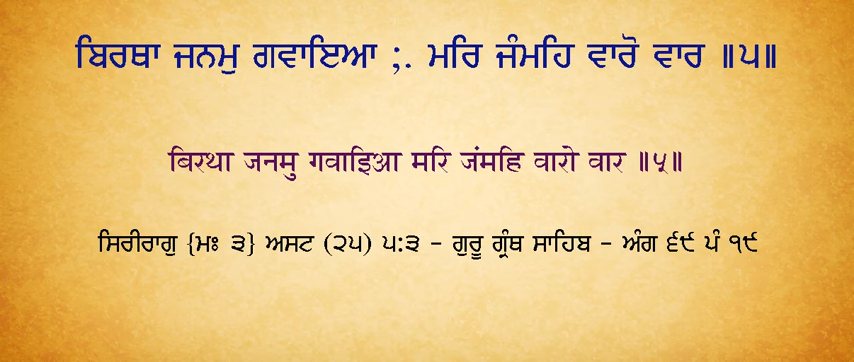 ਬਿਰਥਾ ਜਨਮੁ ਗਵਾਇਆ ;. ਮਰਿ ਜੰਮਹਿ ਵਾਰੋ ਵਾਰ ॥੫॥
बिरथा जनमु गवाइआ मरि जंमहि वारो वार ॥५॥
ਸਿਰੀਰਾਗੁ {ਮਃ ੩} ਅਸਟ (੨੫) ੫:੩ - ਗੁਰੂ ਗ੍ਰੰਥ ਸਾਹਿਬ - ਅੰਗ ੬੯ ਪੰ ੧੯